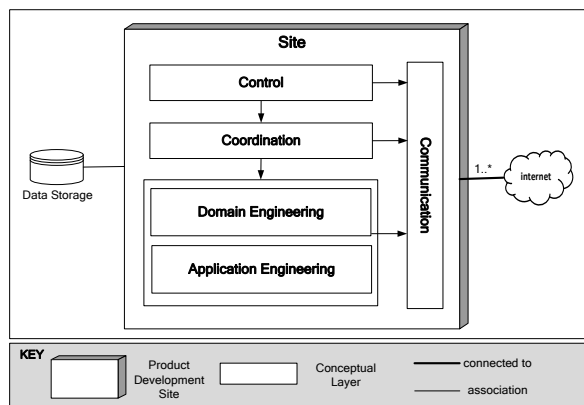 Site
Control
Coordination
Domain Engineering
Application Engineering
Communication
Data Storage
1..*
internet
KEY
Product
Development
Site
Conceptual
Layer
connected to
association